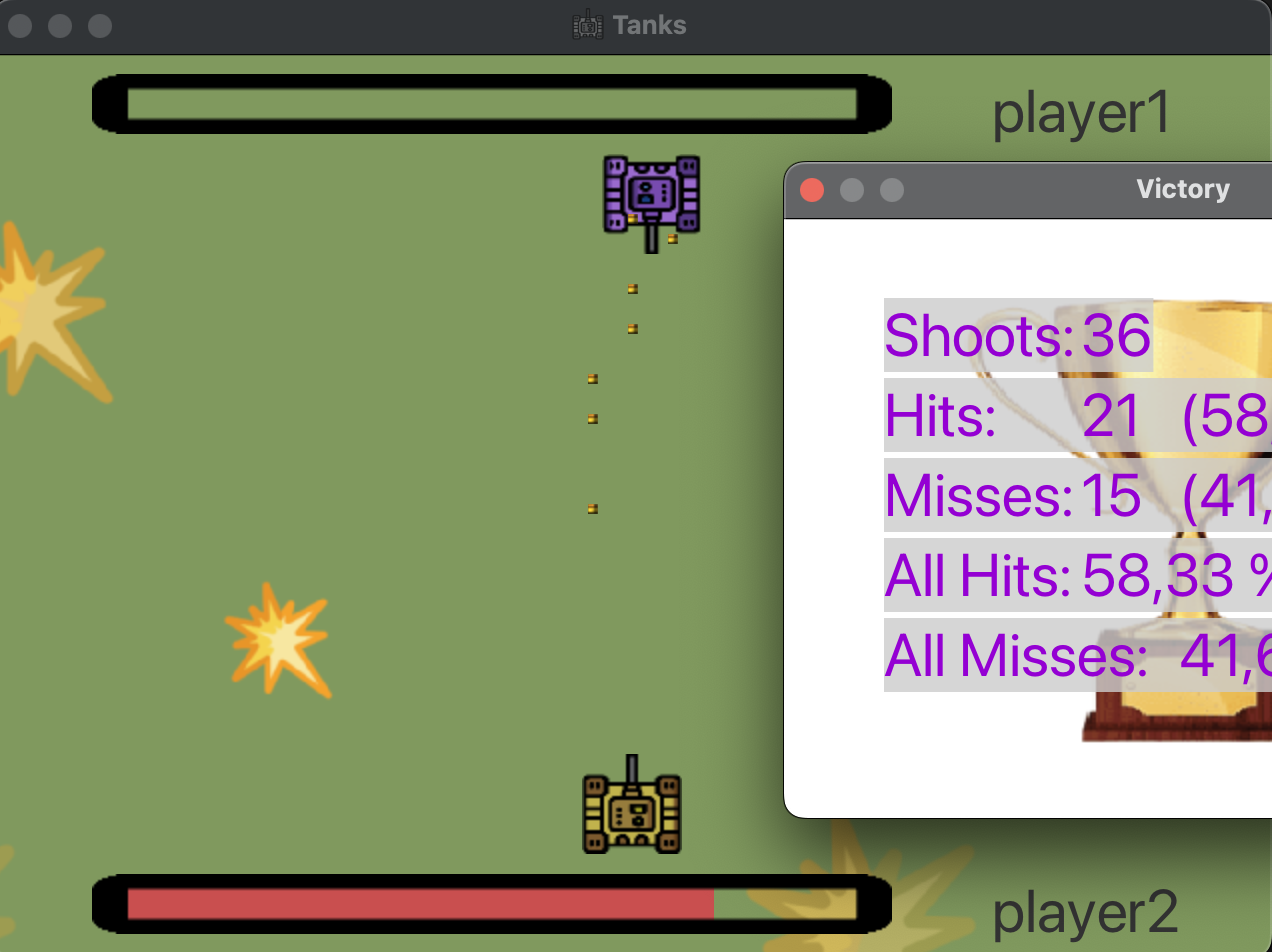 Tanks
player1
Victory
Shoots: 36
Hits: 21 (58,
Misses: 15 (41,
All Hits: 58,33 %
All Misses: 41,6
player2